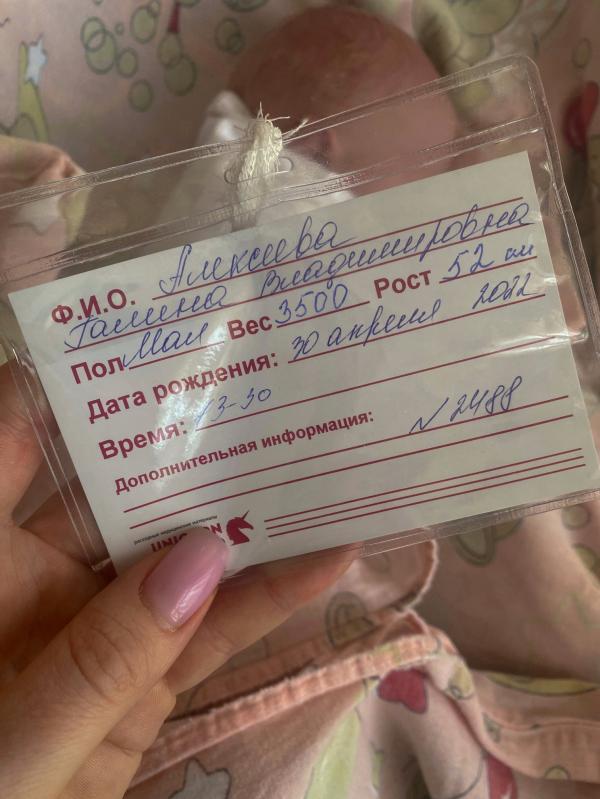 Ф.И.О. Алексеева
Галина Владимировна
Пол Мал Вес 3500 Рост 52 см
Дата рождения: 30 апреля 2022
Время: 13-30
Дополнительная информация:
N 2488